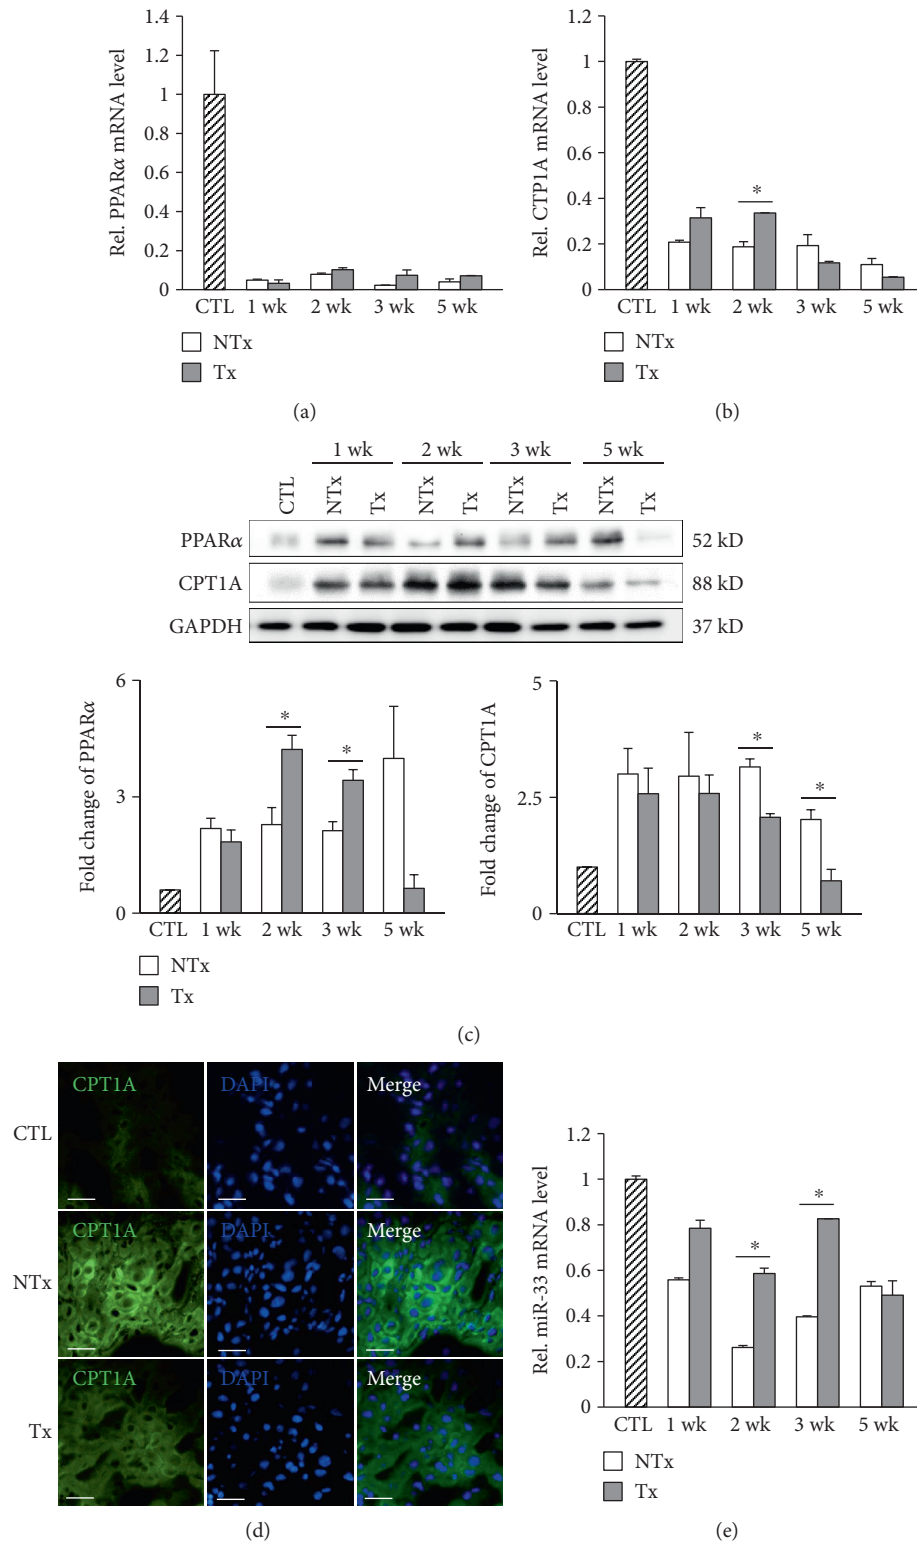 1.4
1.2
1
0.8
0.6
0.4
0.2
0
Rel. PPARα mRNA level
CTL 1 wk 2 wk 3 wk 5 wk
NTx
Tx
(a)
1.2
1
0.8
0.6
0.4
0.2
0
Rel. CTP1A mRNA level
*
CTL 1 wk 2 wk 3 wk 5 wk
NTx
Tx
(b)
1 wk 2 wk 3 wk 5 wk
CTL NTx Tx NTx Tx NTx Tx NTx Tx
PPARα 52 kD
CPT1A 88 kD
GAPDH 37 kD
6
3
0
Fold change of PPARα
* *
CTL 1 wk 2 wk 3 wk 5 wk
NTx
Tx
5
2.5
0
Fold change of CPT1A
* *
CTL 1 wk 2 wk 3 wk 5 wk
(c)
CPT1A DAPI Merge
CTL
CPT1A DAPI Merge
NTx
CPT1A DAPI Merge
Tx
(d)
1.2
1
0.8
0.6
0.4
0.2
0
Rel. miR-33 mRNA level
* *
CTL 1 wk 2 wk 3 wk 5 wk
NTx
Tx
(e)